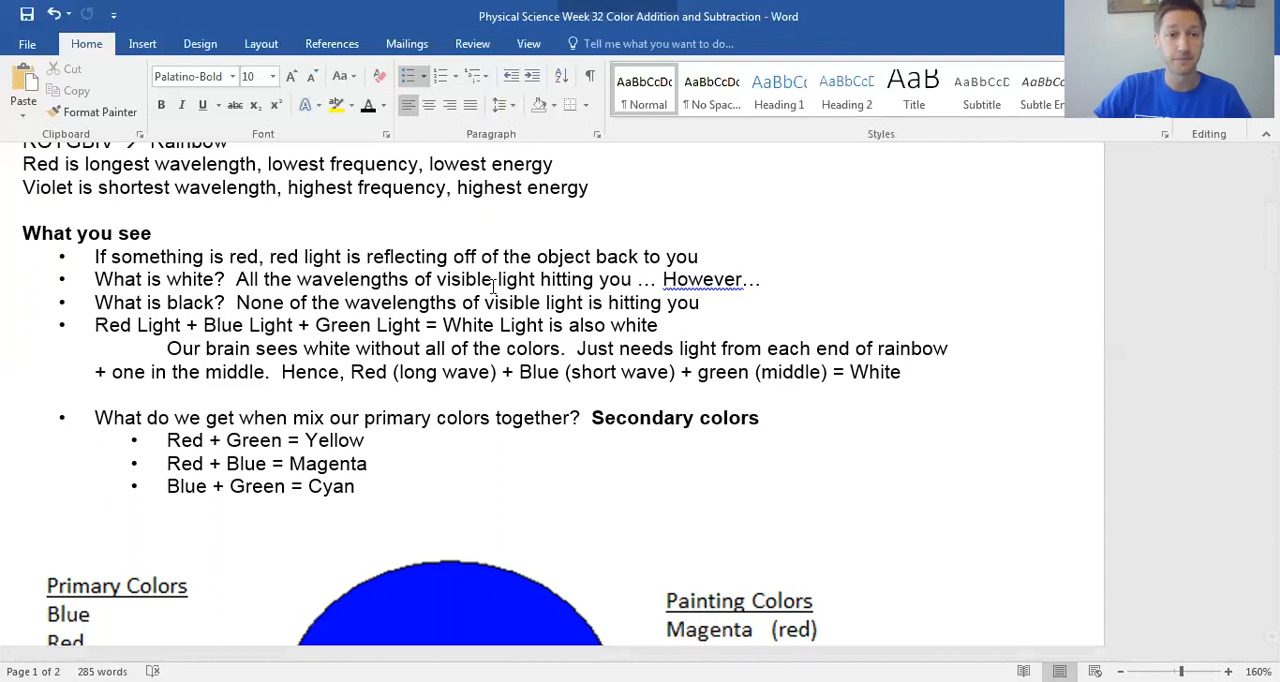 Physical Science Week 32 Color Addition and Subtraction - Word
File Home Insert Design Layout References Mailings Review View Tell me what you want to do...
Cut
Copy
Paste
Format Painter
Palatino-Bold 10
AaBbCcDc AaBbCcDc AaBbCc AaBbCcD AaB AaBbCcD AaBbCcD
¶ Normal ¶ No Spac... Heading 1 Heading 2 Title Subtitle Subtle En
Clipboard Font Paragraph Styles Editing
ROYGBIV → Rainbow
Red is longest wavelength, lowest frequency, lowest energy
Violet is shortest wavelength, highest frequency, highest energy
What you see
• If something is red, red light is reflecting off of the object back to you
• What is white? All the wavelengths of visible light hitting you … However…
• What is black? None of the wavelengths of visible light is hitting you
• Red Light + Blue Light + Green Light = White Light is also white
Our brain sees white without all of the colors. Just needs light from each end of rainbow
+ one in the middle. Hence, Red (long wave) + Blue (short wave) + green (middle) = White
• What do we get when mix our primary colors together? Secondary colors
• Red + Green = Yellow
• Red + Blue = Magenta
• Blue + Green = Cyan
Primary Colors
Blue
Red
Painting Colors
Magenta (red)
Page 1 of 2 285 words 160%